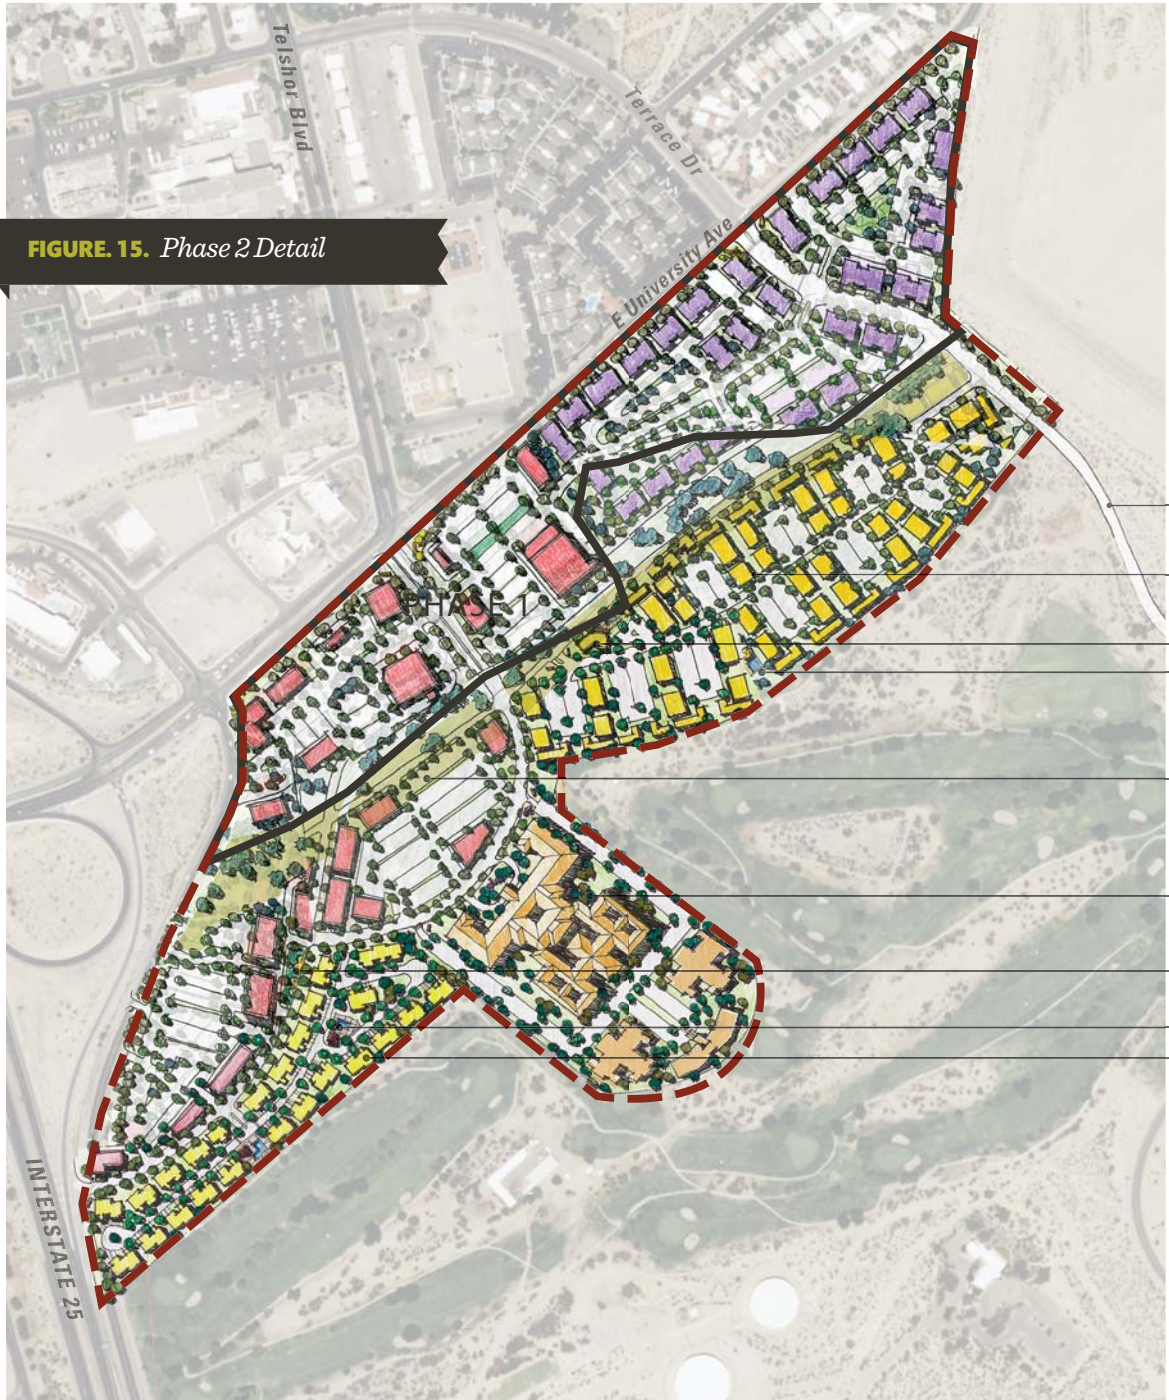 Telshor Blvd
Terrace Dr
FIGURE. 15. Phase 2 Detail
E University Ave
PHASE 1
INTERSTATE 25